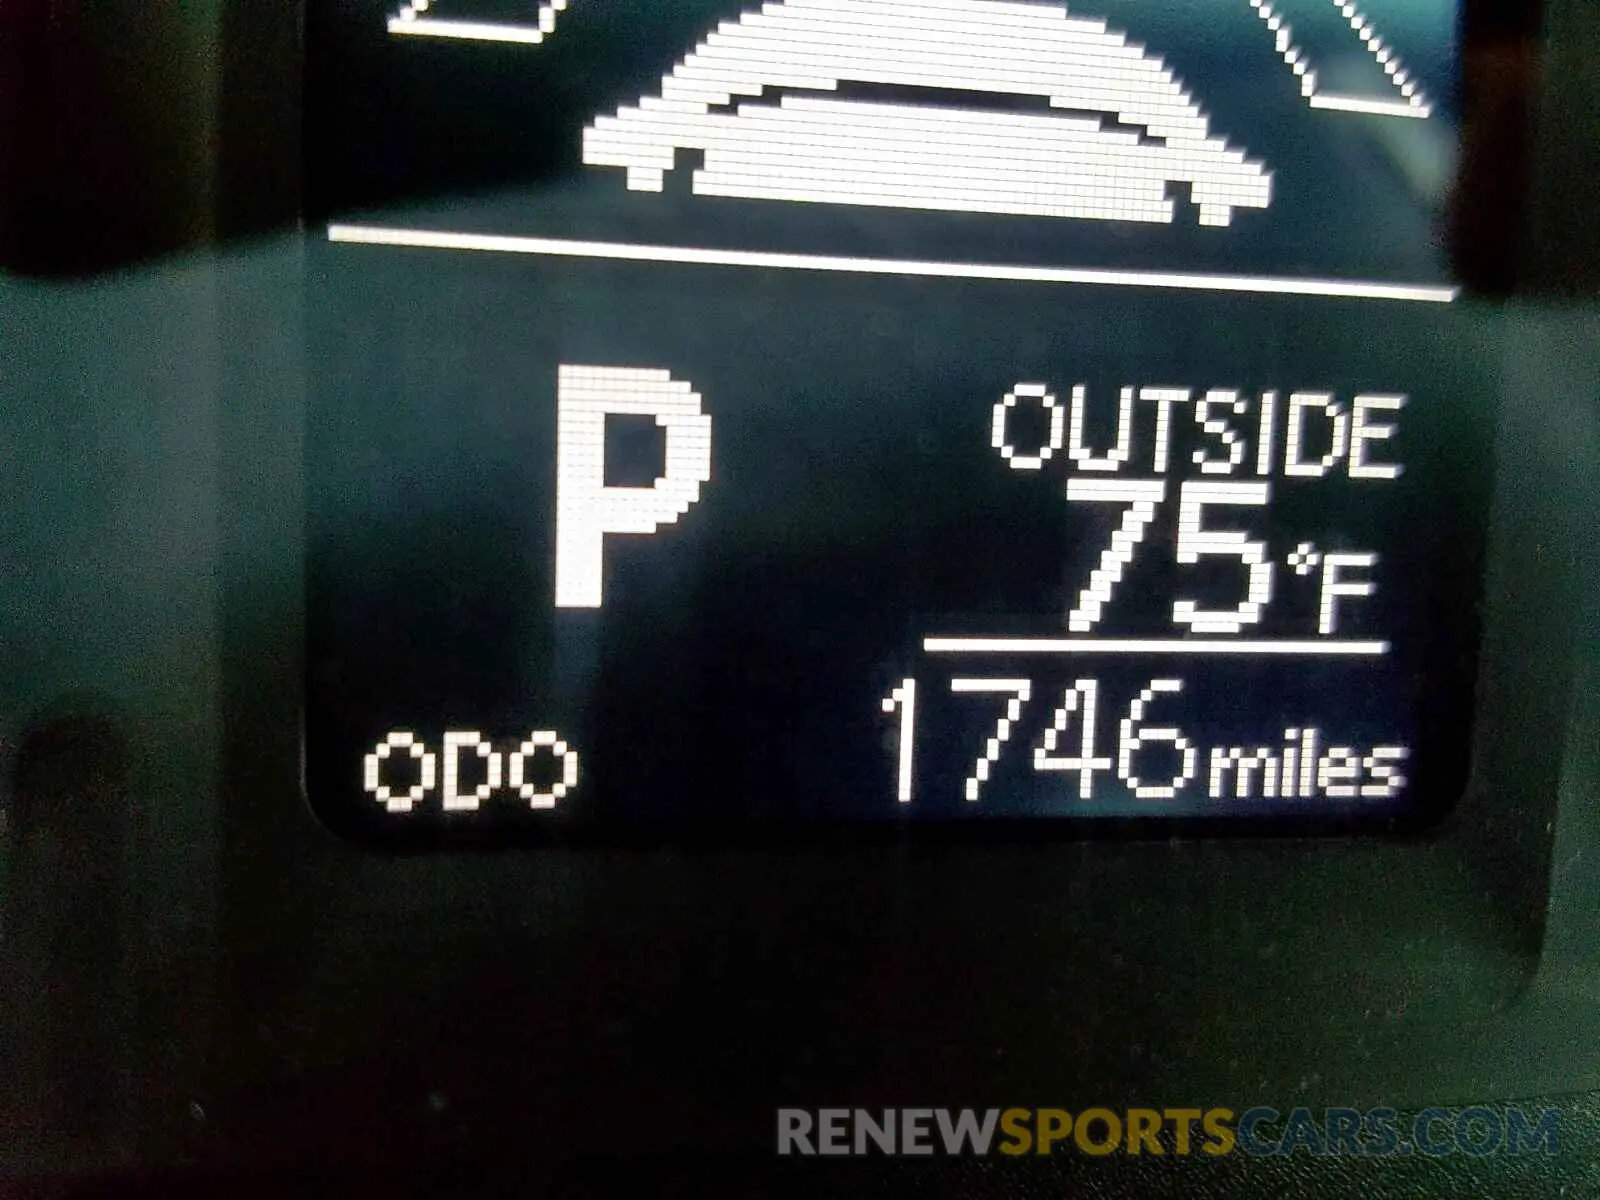 P
OUTSIDE
75°F
ODO 1746 miles
RENEWSPORTSCARS.COM